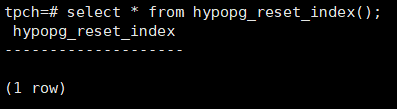 tpch=# select * from hypopg_reset_index();
 hypopg_reset_index
--------------------

(1 row)